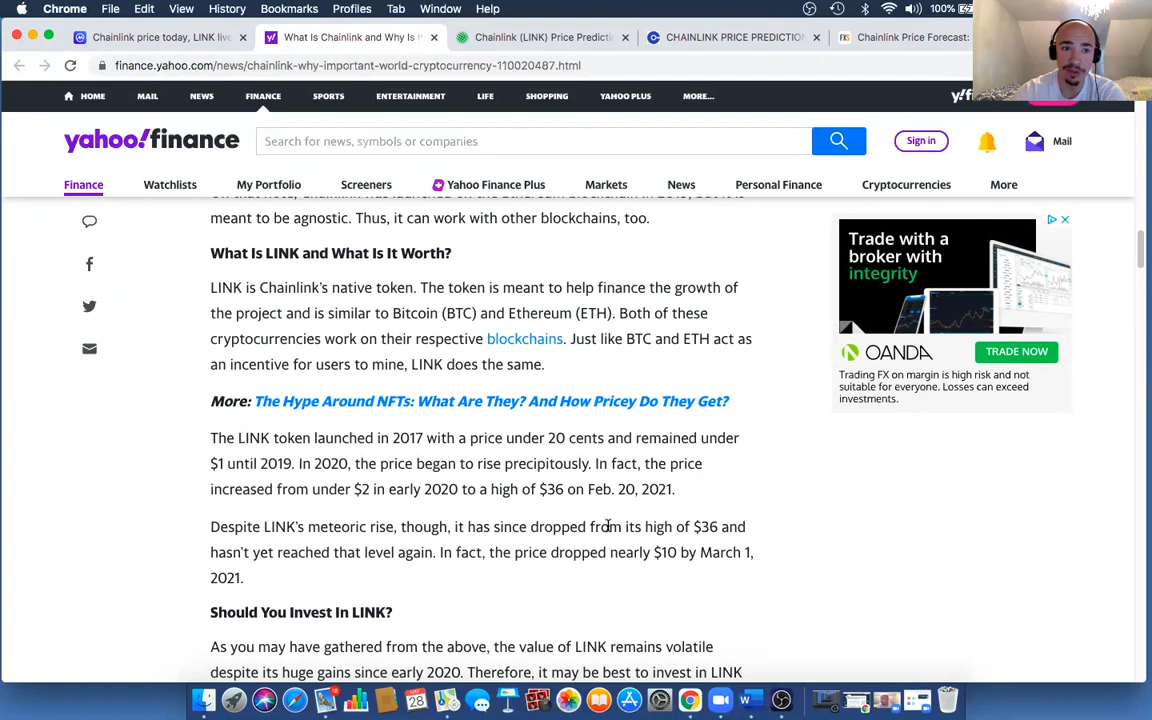 Chrome File Edit View History Bookmarks Profiles Tab Window Help 100%
Chainlink price today, LINK live
What Is Chainlink and Why Is I
Chainlink (LINK) Price Predictio
CHAINLINK PRICE PREDICTION
FXS Chainlink Price Forecast:
finance.yahoo.com/news/chainlink-why-important-world-cryptocurrency-110020487.html
HOME MAIL NEWS FINANCE SPORTS ENTERTAINMENT LIFE SHOPPING YAHOO PLUS MORE...
yahoo!finance
Search for news, symbols or companies
Sign in
Mail
Finance Watchlists My Portfolio Screeners Yahoo Finance Plus Markets News Personal Finance Cryptocurrencies More
meant to be agnostic. Thus, it can work with other blockchains, too.
What Is LINK and What Is It Worth?
LINK is Chainlink's native token. The token is meant to help finance the growth of
the project and is similar to Bitcoin (BTC) and Ethereum (ETH). Both of these
cryptocurrencies work on their respective blockchains. Just like BTC and ETH act as
an incentive for users to mine, LINK does the same.
More: The Hype Around NFTs: What Are They? And How Pricey Do They Get?
The LINK token launched in 2017 with a price under 20 cents and remained under
$1 until 2019. In 2020, the price began to rise precipitously. In fact, the price
increased from under $2 in early 2020 to a high of $36 on Feb. 20, 2021.
Despite LINK's meteoric rise, though, it has since dropped from its high of $36 and
hasn't yet reached that level again. In fact, the price dropped nearly $10 by March 1,
2021.
Should You Invest In LINK?
As you may have gathered from the above, the value of LINK remains volatile
despite its huge gains since early 2020. Therefore, it may be best to invest in LINK
Trade with a
broker with
integrity
OANDA
TRADE NOW
Trading FX on margin is high risk and not
suitable for everyone. Losses can exceed
investments.
28